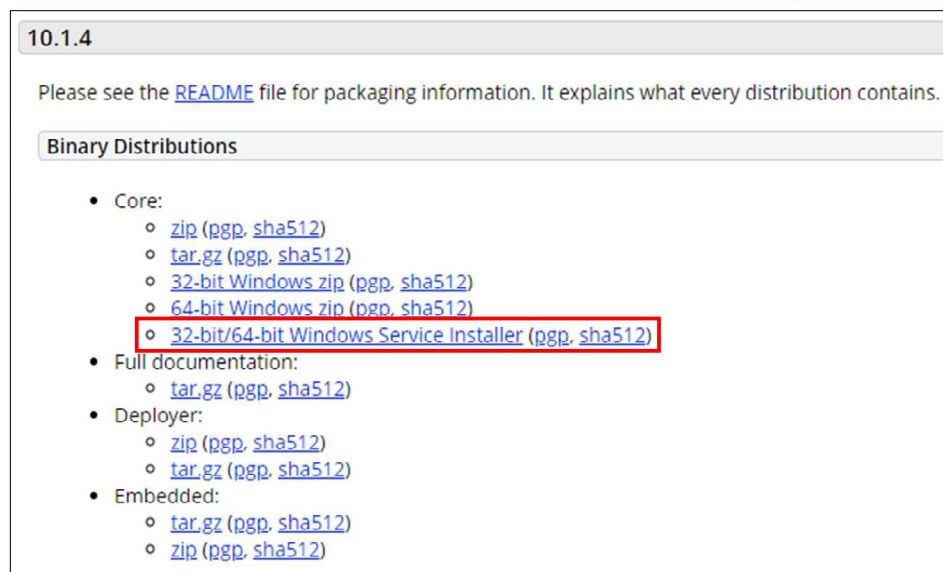 10.1.4
Please see the README file for packaging information. It explains what every distribution contains.
Binary Distributions
• Core:
zip (pgp, sha512)
tar.gz (pgp, sha512)
32-bit Windows zip (pgp, sha512)
64-bit Windows zip (pgp, sha512)
32-bit/64-bit Windows Service Installer (pgp, sha512)
• Full documentation:
tar.gz (pgp, sha512)
• Deployer:
zip (pgp, sha512)
tar.gz (pgp, sha512)
• Embedded:
tar.gz (pgp, sha512)
zip (pgp, sha512)